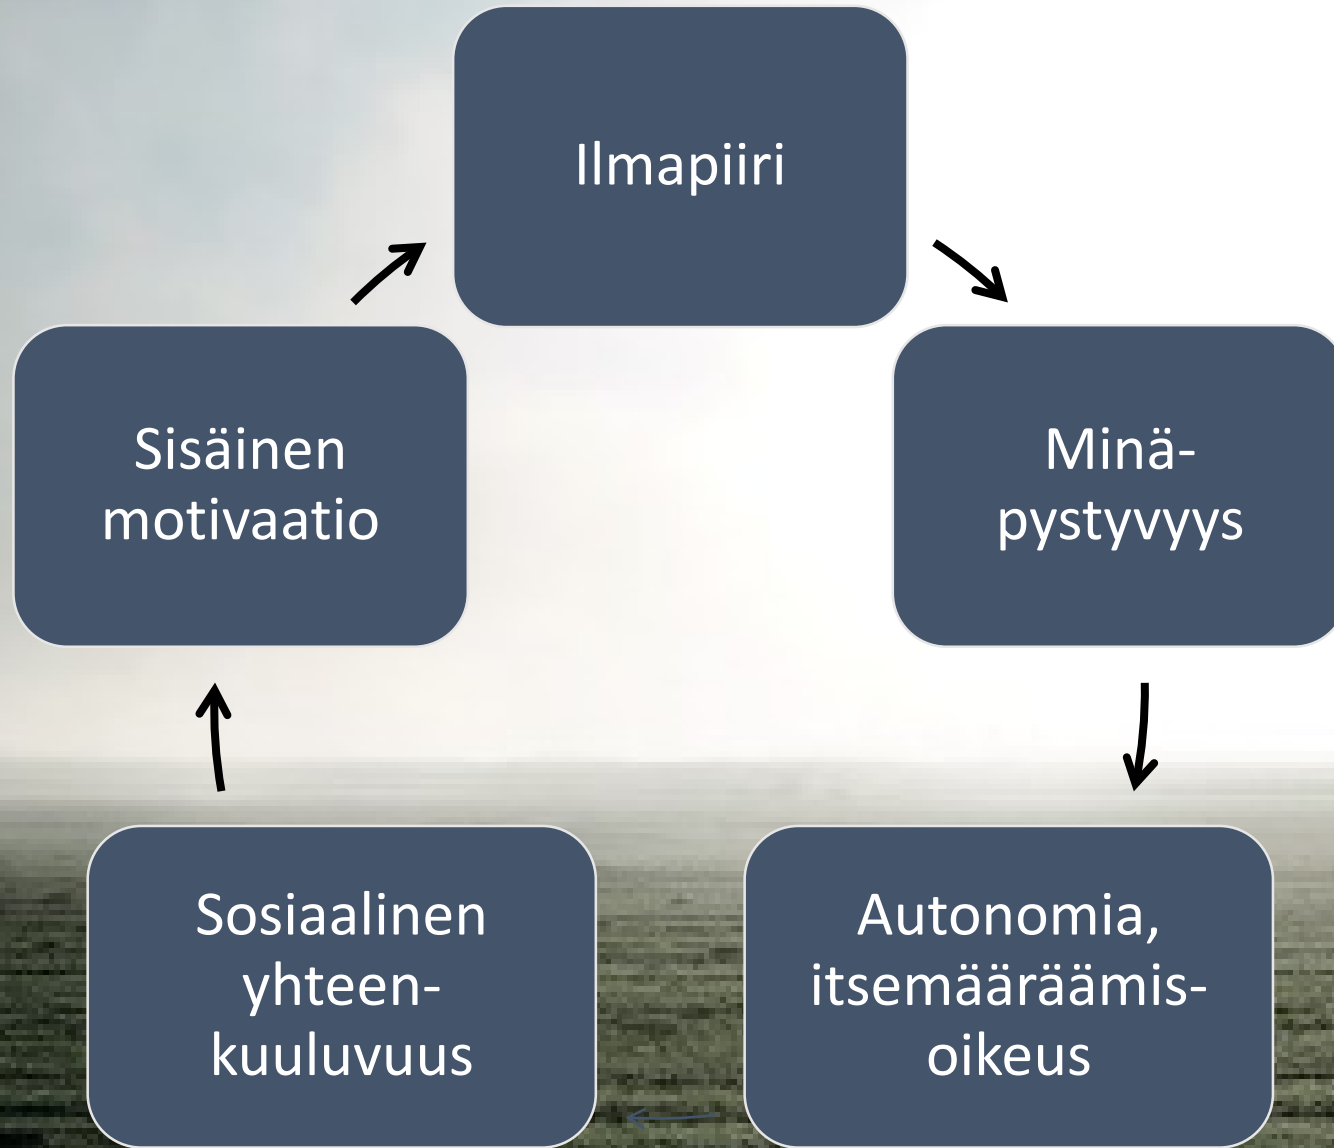 Ilmapiiri
Sisäinen
motivaatio
Minä-
pystyvyys
Sosiaalinen
yhteen-
kuuluvuus
Autonomia,
itsemääräämis-
oikeus